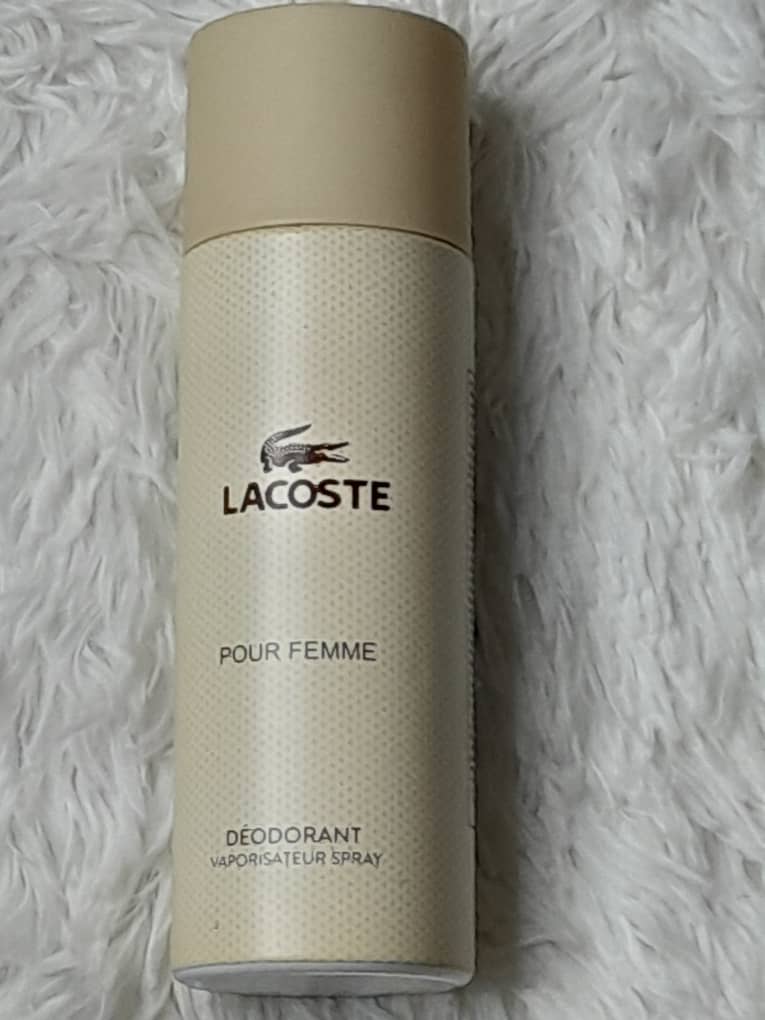 LACOSTE
POUR FEMME
DÉODORANT
VAPORISATEUR SPRAY